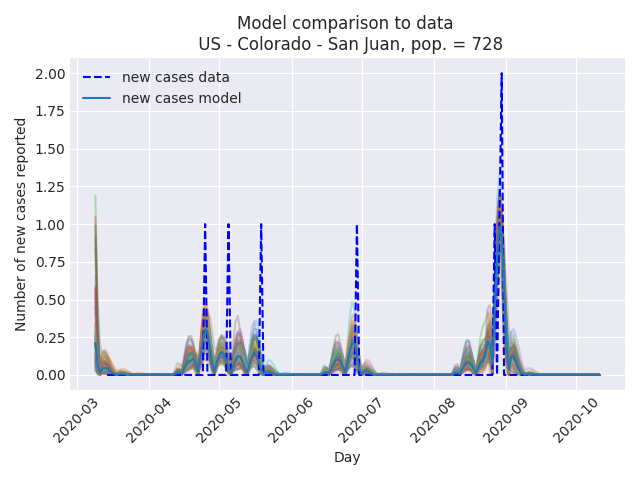 Model comparison to data
US - Colorado - San Juan, pop. = 728
new cases data
new cases model
Number of new cases reported
2.00
1.75
1.50
1.25
1.00
0.75
0.50
0.25
0.00
2020-03
2020-04
2020-05
2020-06
2020-07
2020-08
2020-09
2020-10
Day